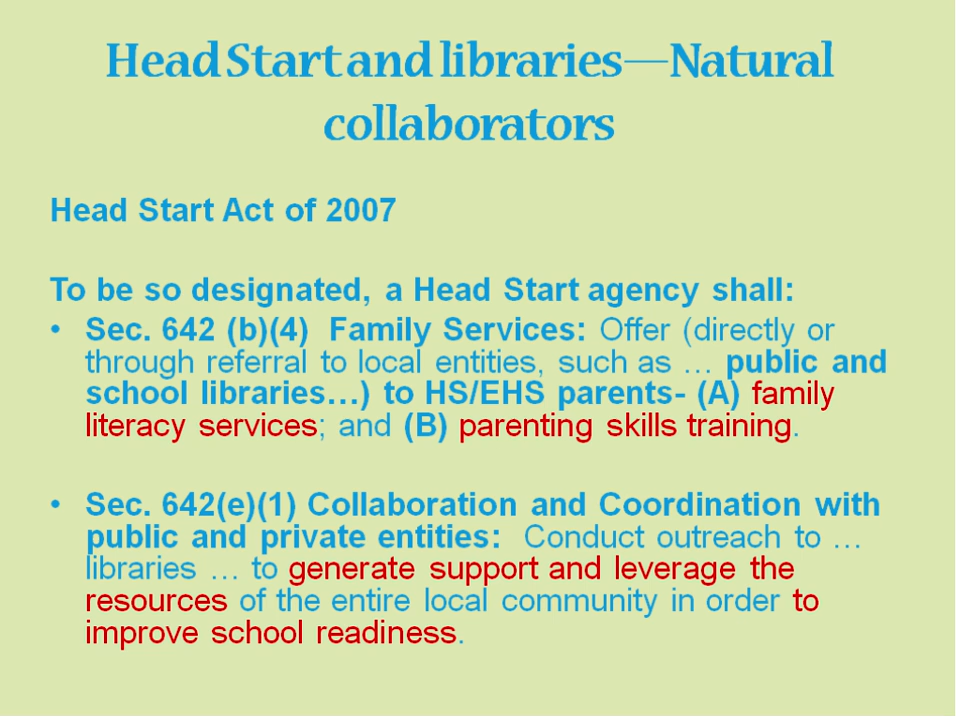 Head Start and libraries—Natural
collaborators
Head Start Act of 2007
To be so designated, a Head Start agency shall:
• Sec. 642 (b)(4) Family Services: Offer (directly or
through referral to local entities, such as … public and
school libraries…) to HS/EHS parents- (A) family
literacy services; and (B) parenting skills training.
• Sec. 642(e)(1) Collaboration and Coordination with
public and private entities: Conduct outreach to …
libraries … to generate support and leverage the
resources of the entire local community in order to
improve school readiness.